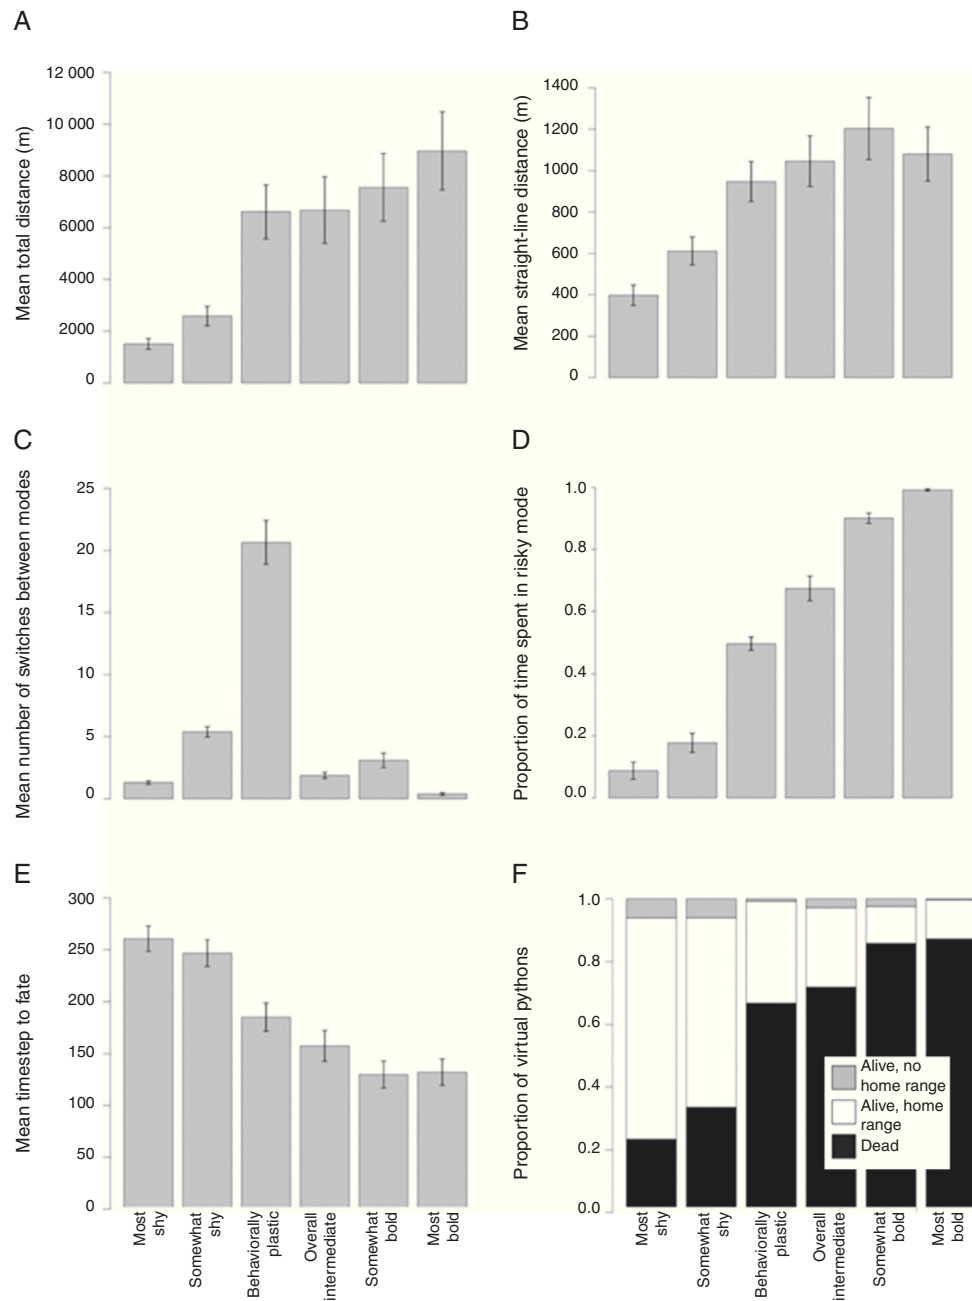 A
Mean total distance (m)
12 000
10 000
8000
6000
4000
2000
0
B
Mean straight-line distance (m)
1400
1200
1000
800
600
400
200
0
C
Mean number of switches between modes
25
20
15
10
5
0
D
Proportion of time spent in risky mode
1.0
0.8
0.6
0.4
0.2
0.0
E
Mean timestep to fate
300
250
200
150
100
50
0
Most
shy
Somewhat
shy
Behaviorally
plastic
Overall
intermediate
Somewhat
bold
Most
bold
F
Proportion of virtual pythons
1.0
0.8
0.6
0.4
0.2
0.0
Alive, no
home range
Alive, home
range
Dead
Most
shy
Somewhat
shy
Behaviorally
plastic
Overall
intermediate
Somewhat
bold
Most
bold